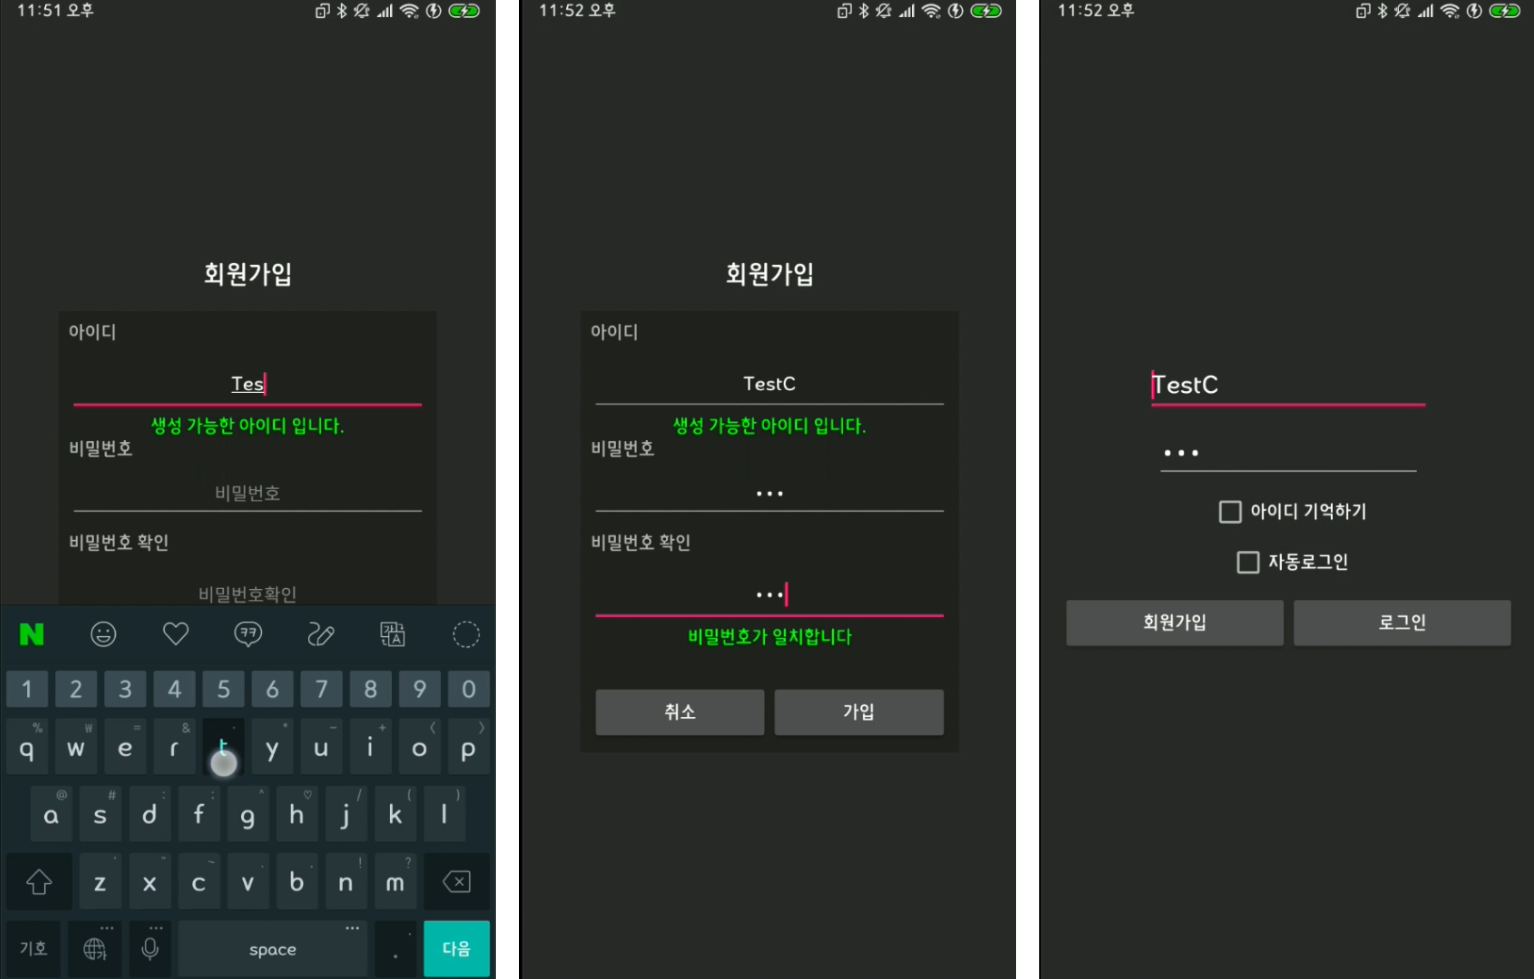 11:51 오후
회원가입
아이디
Tes
생성 가능한 아이디 입니다.
비밀번호
비밀번호
비밀번호 확인
비밀번호확인
N
1 2 3 4 5 6 7 8 9 0
q w e r t y u i o p
a s d f g h j k l
z x c v b n m
기호 space . 다음
11:52 오후
회원가입
아이디
TestC
생성 가능한 아이디 입니다.
비밀번호
•••
비밀번호 확인
•••
비밀번호가 일치합니다
취소 가입
11:52 오후
TestC
•••
아이디 기억하기
자동로그인
회원가입 로그인